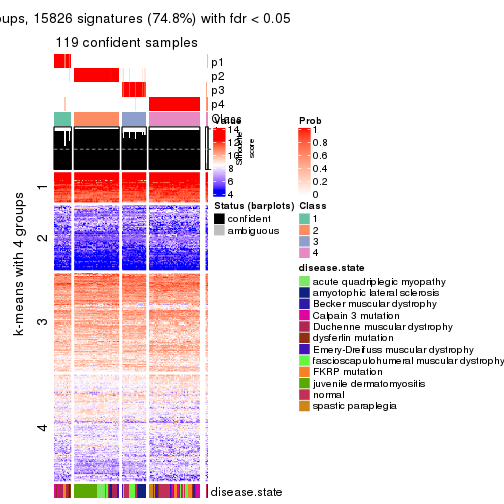 oups, 15826 signatures (74.8%) with fdr < 0.05
119 confident samples
p1
p2
p3
p4
Class
Value
14
12
10
8
6
4
Silhouette
score
Prob
1
0.8
0.6
0.4
0.2
0
Status (barplots)
confident
ambiguous
Class
1
2
3
4
disease.state
acute quadriplegic myopathy
amyotophic lateral sclerosis
Becker muscular dystrophy
Calpain 3 mutation
Duchenne muscular dystrophy
dysferlin mutation
Emery-Dreifuss muscular dystrophy
fascioscapulohumeral muscular dystrophy
FKRP mutation
juvenile dermatomyositis
normal
spastic paraplegia
k-means with 4 groups
1
2
3
4
disease.state